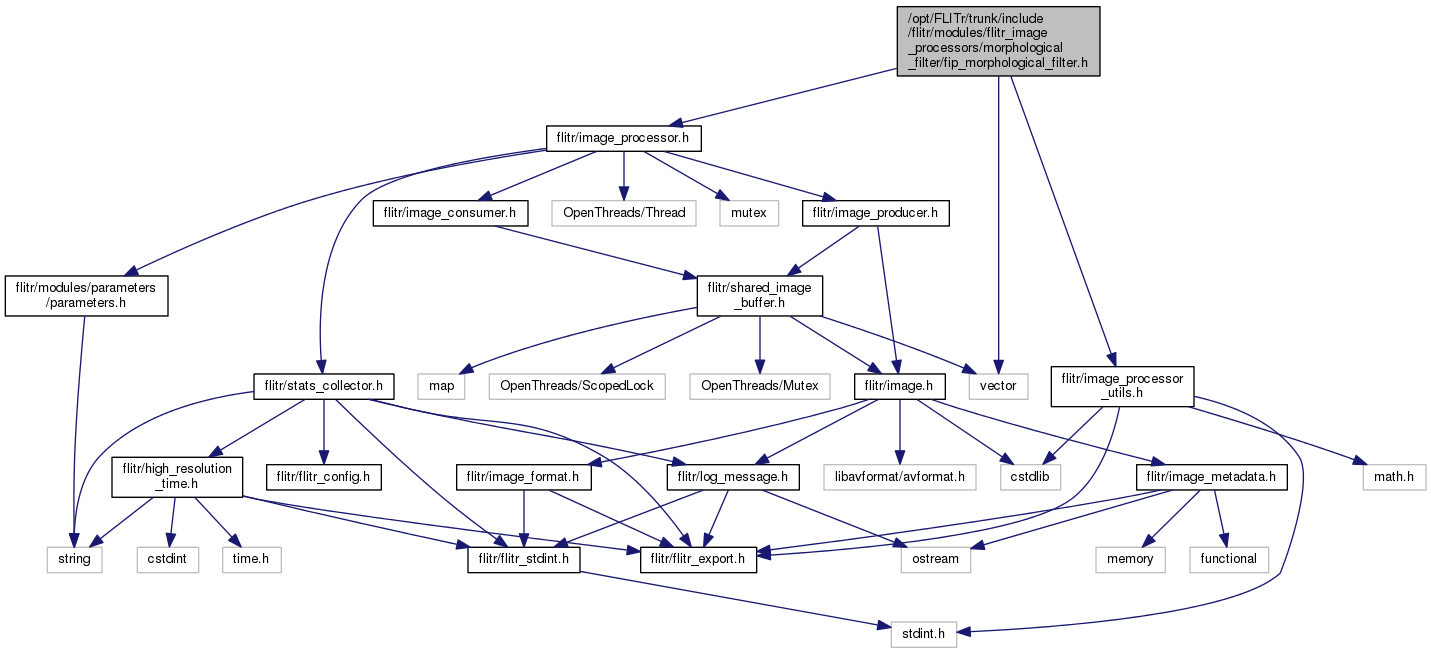 /opt/FLITr/trunk/include
/flitr/modules/flitr_image
_processors/morphological
_filter/fip_morphological_filter.h
flitr/image_processor.h
flitr/image_consumer.h
OpenThreads/Thread
mutex
flitr/image_producer.h
flitr/modules/parameters
/parameters.h
flitr/shared_image
_buffer.h
flitr/stats_collector.h
map
OpenThreads/ScopedLock
OpenThreads/Mutex
flitr/image.h
vector
flitr/image_processor
_utils.h
flitr/high_resolution
_time.h
flitr/flitr_config.h
flitr/image_format.h
flitr/log_message.h
libavformat/avformat.h
cstdlib
flitr/image_metadata.h
math.h
string
cstdint
time.h
flitr/flitr_stdint.h
flitr/flitr_export.h
ostream
memory
functional
stdint.h